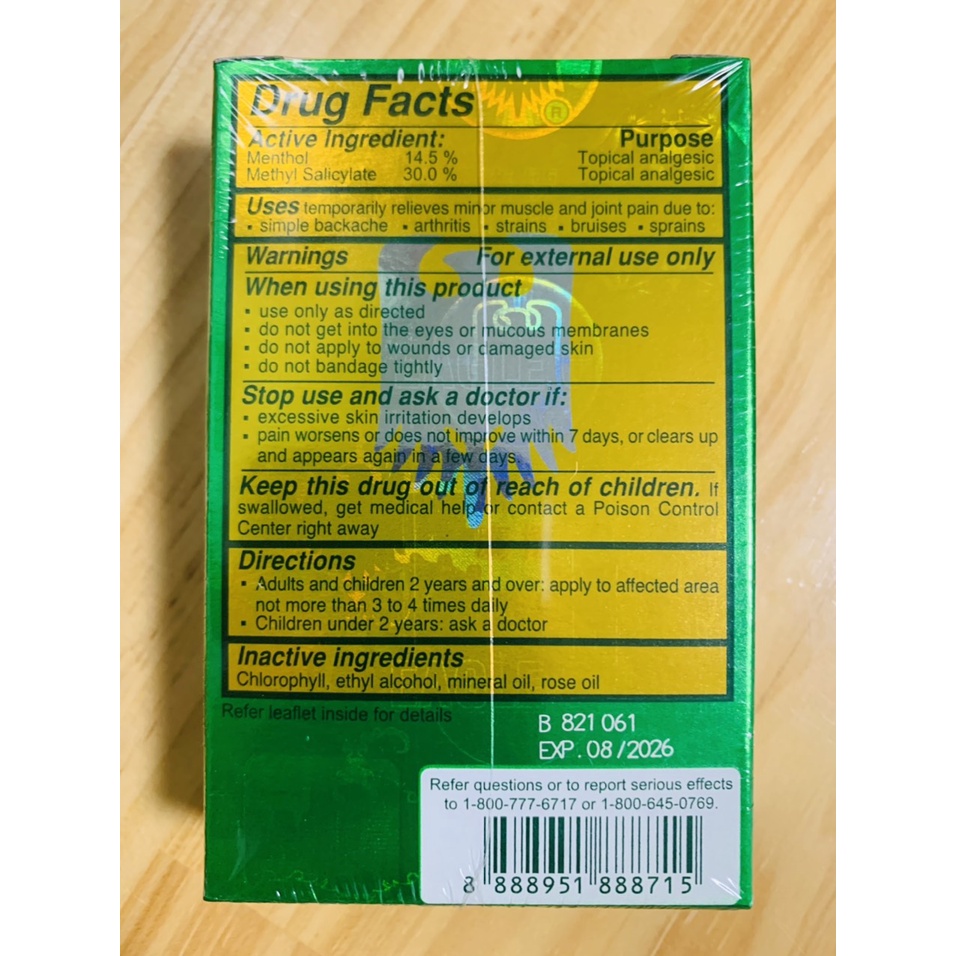 Drug Facts
Active Ingredient: Purpose
Menthol 14.5 % Topical analgesic
Methyl Salicylate 30.0 % Topical analgesic
Uses temporarily relieves minor muscle and joint pain due to:
▪ simple backache ▪ arthritis ▪ strains ▪ bruises ▪ sprains
Warnings For external use only
When using this product
▪ use only as directed
▪ do not get into the eyes or mucous membranes
▪ do not apply to wounds or damaged skin
▪ do not bandage tightly
Stop use and ask a doctor if:
▪ excessive skin irritation develops
▪ pain worsens or does not improve within 7 days, or clears up
and appears again in a few days.
Keep this drug out of reach of children. If
swallowed, get medical help or contact a Poison Control
Center right away
Directions
▪ Adults and children 2 years and over: apply to affected area
not more than 3 to 4 times daily
▪ Children under 2 years: ask a doctor
Inactive ingredients
Chlorophyll, ethyl alcohol, mineral oil, rose oil
Refer leaflet inside for details
B 821 061
EXP. 08/2026
Refer questions or to report serious effects
to 1-800-777-6717 or 1-800-645-0769.
8 888951 888715